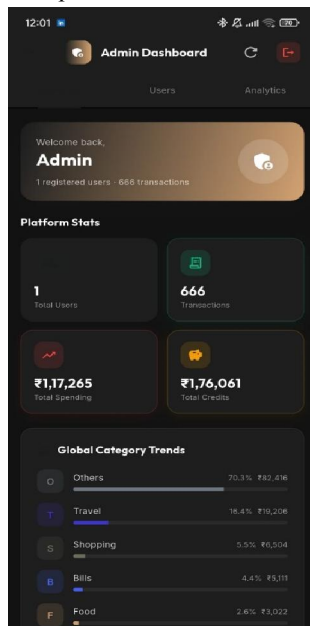 12:01
Admin Dashboard
Users Analytics
Welcome back,
Admin
1 registered users · 666 transactions
Platform Stats
1
Total Users
666
Transactions
₹1,17,265
Total Spending
₹1,76,061
Total Credits
Global Category Trends
O Others 70.3% ₹82,416
T Travel 16.4% ₹19,206
S Shopping 5.5% ₹6,504
B Bills 4.4% ₹5,111
F Food 2.6% ₹3,022